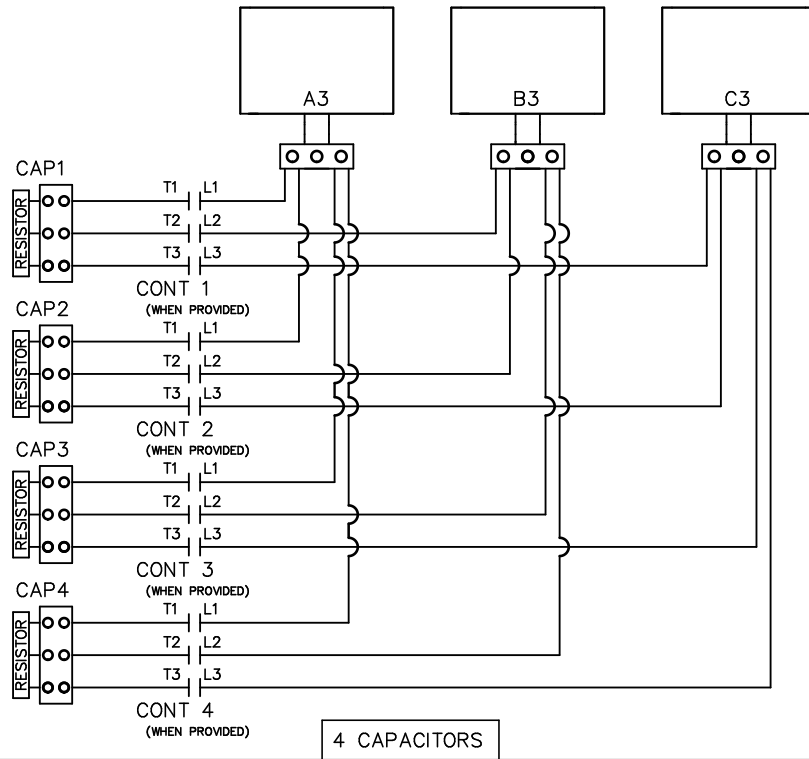 A3 B3 C3
CAP1
RESISTOR
T1 L1
T2 L2
T3 L3
CONT 1
(WHEN PROVIDED)
CAP2
RESISTOR
T1 L1
T2 L2
T3 L3
CONT 2
(WHEN PROVIDED)
CAP3
RESISTOR
T1 L1
T2 L2
T3 L3
CONT 3
(WHEN PROVIDED)
CAP4
RESISTOR
T1 L1
T2 L2
T3 L3
CONT 4
(WHEN PROVIDED)
4 CAPACITORS